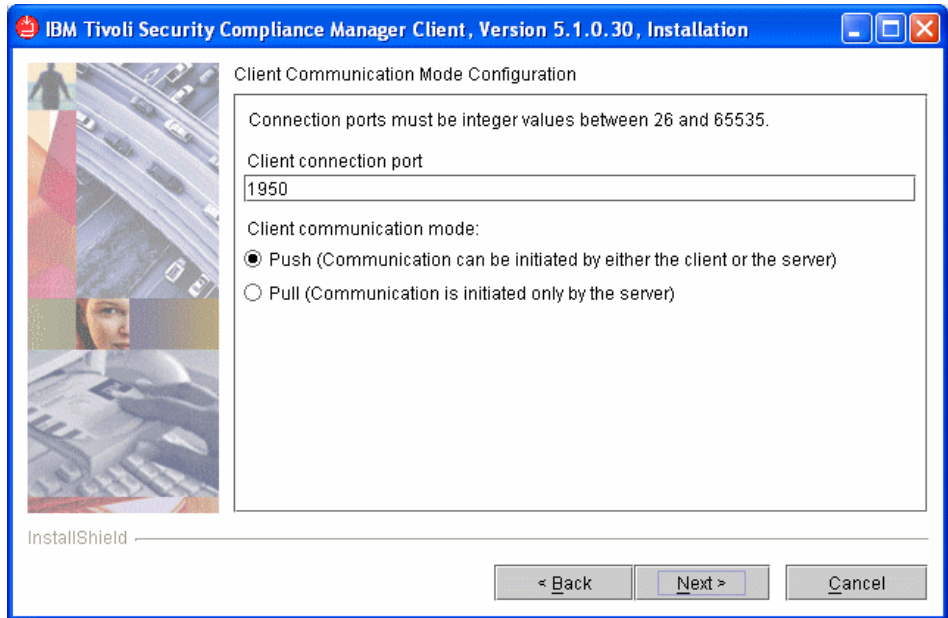 IBM Tivoli Security Compliance Manager Client, Version 5.1.0.30, Installation
Client Communication Mode Configuration
Connection ports must be integer values between 26 and 65535.
Client connection port
1950
Client communication mode:
Push (Communication can be initiated by either the client or the server)
Pull (Communication is initiated only by the server)
InstallShield
< Back
Next >
Cancel